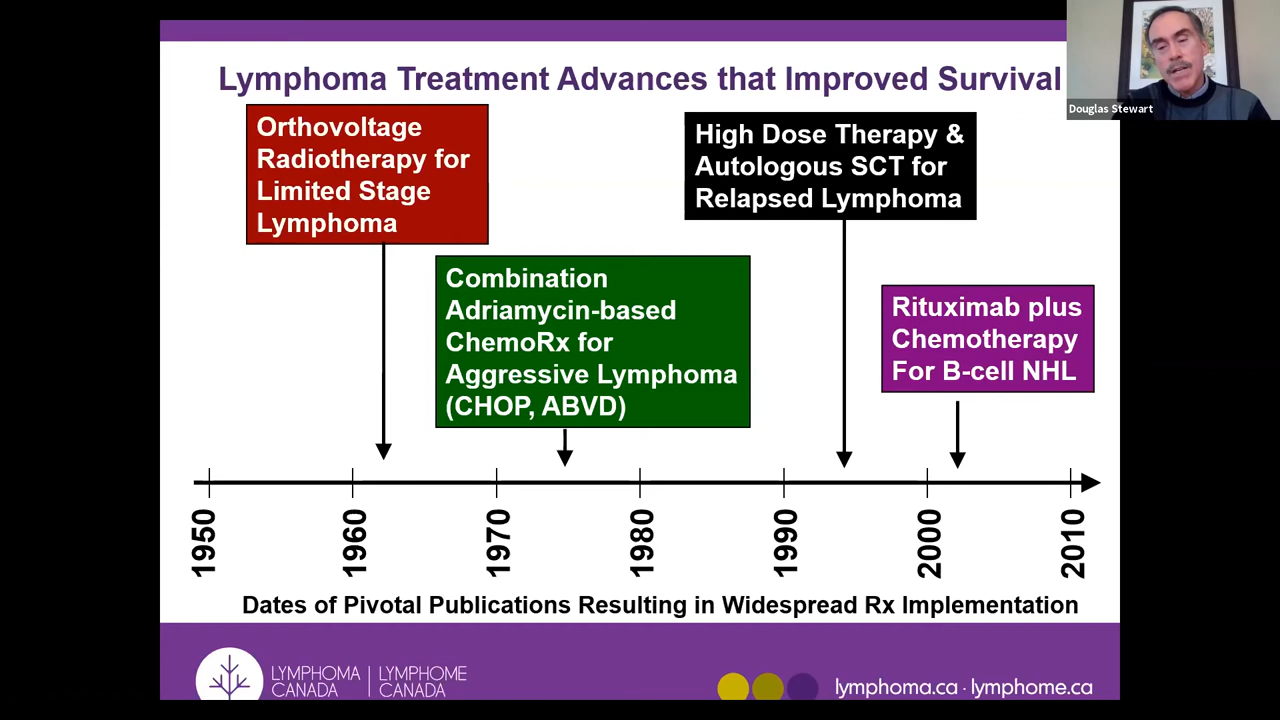 Lymphoma Treatment Advances that Improved Survival
Douglas Stewart
Orthovoltage
Radiotherapy for
Limited Stage
Lymphoma
High Dose Therapy &
Autologous SCT for
Relapsed Lymphoma
Combination
Adriamycin-based
ChemoRx for
Aggressive Lymphoma
(CHOP, ABVD)
Rituximab plus
Chemotherapy
For B-cell NHL
1950
1960
1970
1980
1990
2000
2010
Dates of Pivotal Publications Resulting in Widespread Rx Implementation
LYMPHOMA
CANADA
LYMPHOME
CANADA
lymphoma.ca · lymphome.ca